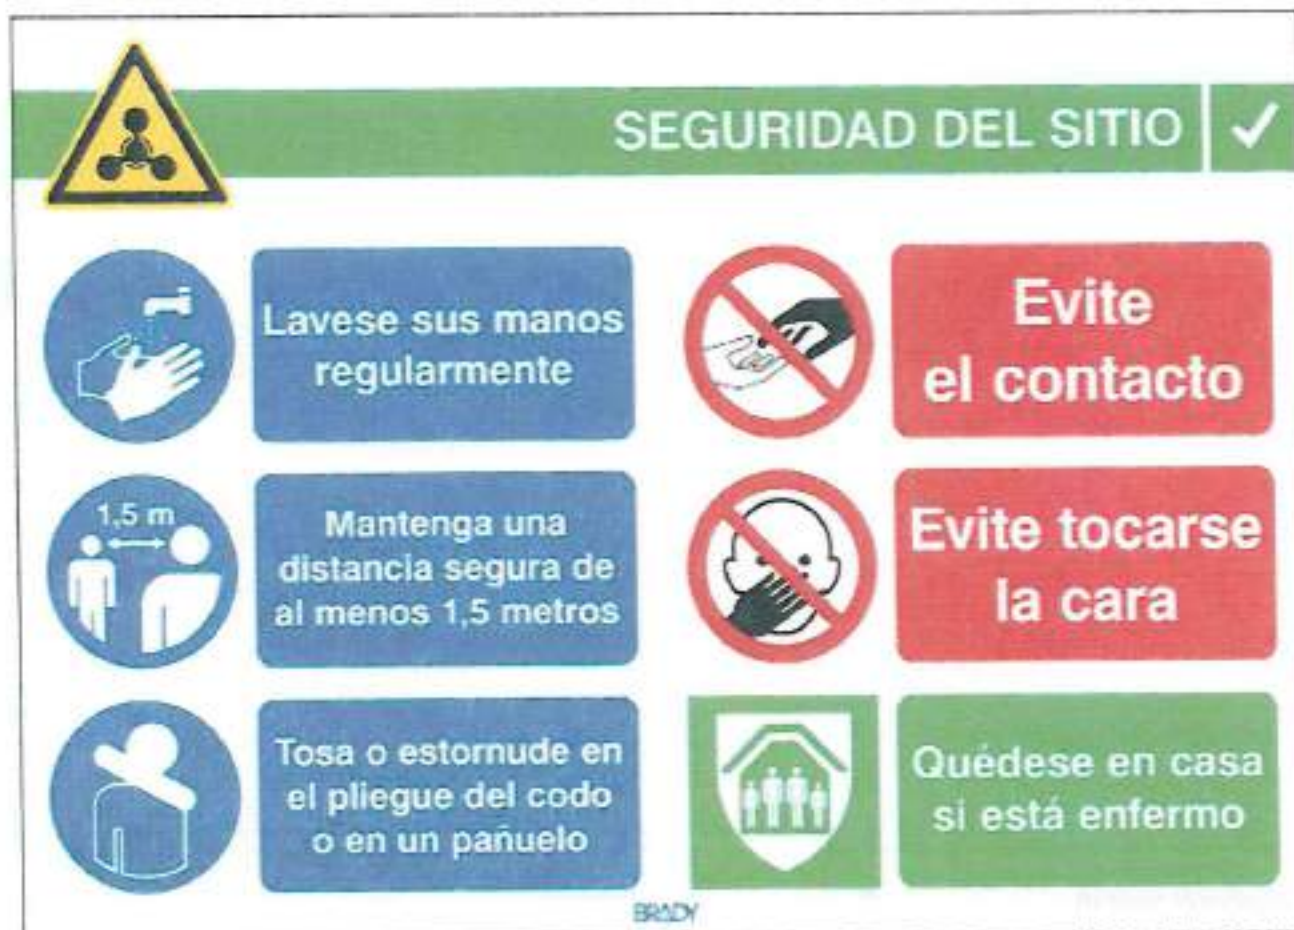 SEGURIDAD DEL SITIO
Lavese sus manos
regularmente
Evite
el contacto
1,5 m
Mantenga una
distancia segura de
al menos 1,5 metros
Evite tocarse
la cara
Tosa o estornude en
el pliegue del codo
o en un pañuelo
Quédese en casa
si está enfermo
BRADY